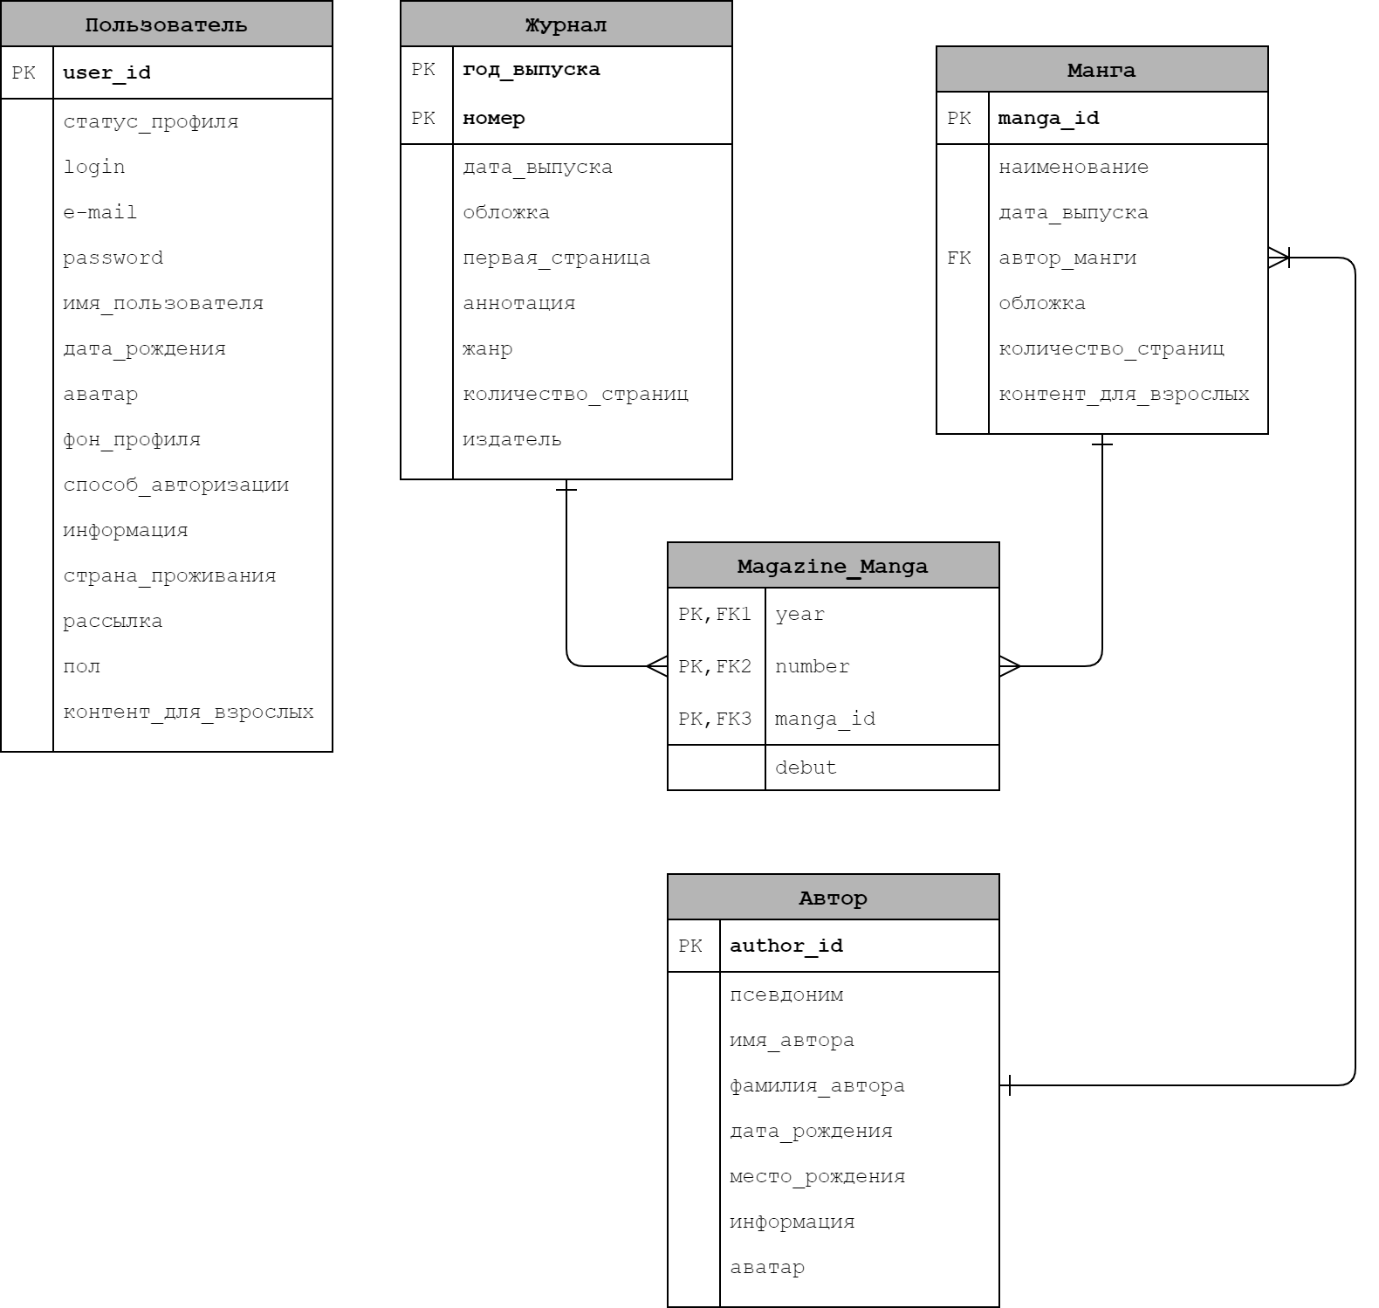 Пользователь
PK user_id
статус_профиля
login
e-mail
password
имя_пользователя
дата_рождения
аватар
фон_профиля
способ_авторизации
информация
страна_проживания
рассылка
пол
контент_для_взрослых
Журнал
PK год_выпуска
PK номер
дата_выпуска
обложка
первая_страница
аннотация
жанр
количество_страниц
издатель
Манга
PK manga_id
наименование
дата_выпуска
FK автор_манги
обложка
количество_страниц
контент_для_взрослых
Magazine_Manga
PK,FK1 year
PK,FK2 number
PK,FK3 manga_id
debut
Автор
PK author_id
псевдоним
имя_автора
фамилия_автора
дата_рождения
место_рождения
информация
аватар